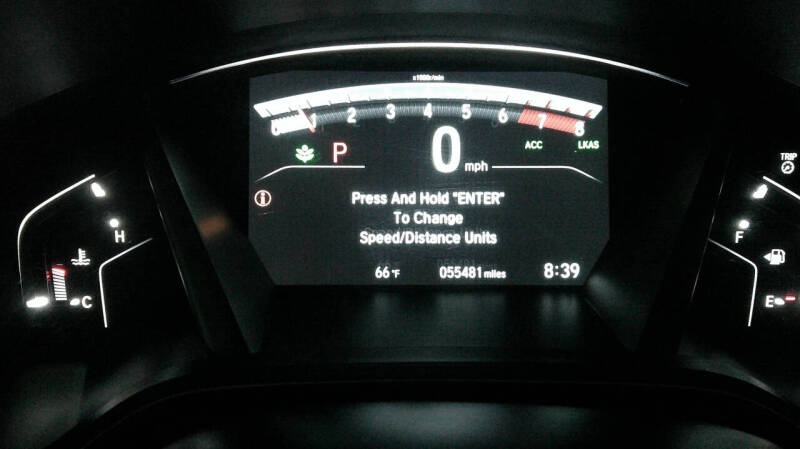 x1000r/min
0 1 2 3 4 5 6 7 8
P 0 mph ACC LKAS
TRIP
Press And Hold "ENTER"
To Change
Speed/Distance Units
H
F
66 °F 055481 miles 8:39
C
E